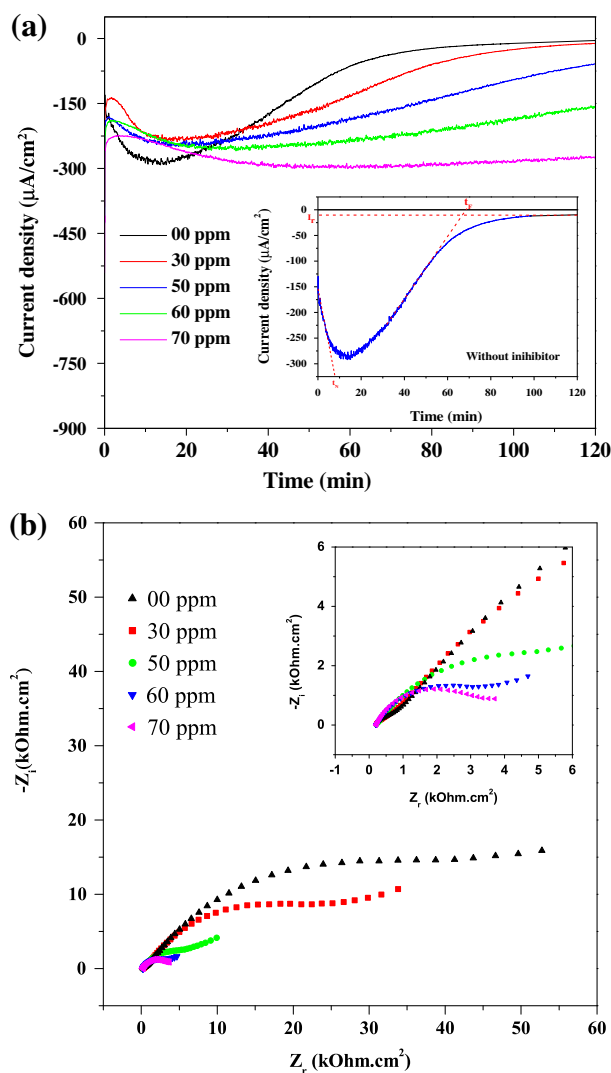 (a)
0
-150
-300
-450
-600
-750
-900
Current density (μA/cm²)
00 ppm
30 ppm
50 ppm
60 ppm
70 ppm
0
-50
-100
-150
-200
-250
-300
Current density (μA/cm²)
Without inihibitor
0 20 40 60 80 100 120
Time (min)
0 20 40 60 80 100 120
Time (min)
(b)
60
50
40
30
20
10
0
-Zi(kOhm.cm²)
00 ppm
30 ppm
50 ppm
60 ppm
70 ppm
6
4
2
0
-Zi (kOhm.cm²)
-1 0 1 2 3 4 5 6
Zr (kOhm.cm²)
0 10 20 30 40 50 60
Zr (kOhm.cm²)